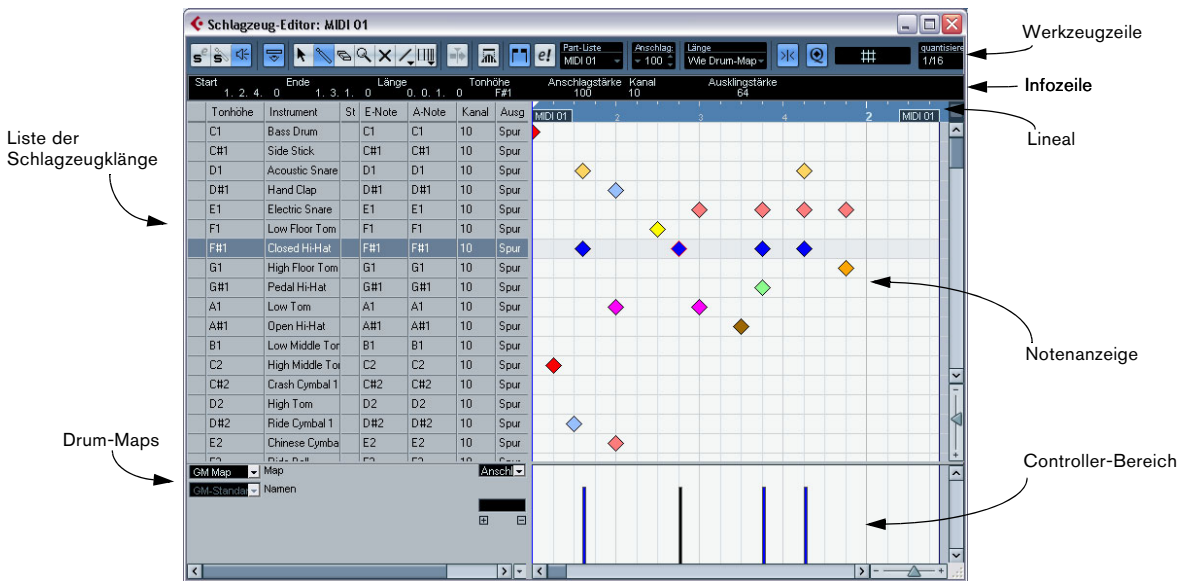 Schlagzeug-Editor: MIDI 01
Part-Liste Anschlag: Länge quantisiere
MIDI 01 100 Wie Drum-Map 1/16
Start Ende Länge Tonhöhe Anschlagstärke Kanal Ausklingstärke
1. 2. 4. 0 1. 3. 1. 0 0. 0. 1. 0 F#1 100 10 64
Tonhöhe Instrument St E-Note A-Note Kanal Ausg
MIDI 01 2 3 4 2 MIDI 01
C1 Bass Drum C1 C1 10 Spur
C#1 Side Stick C#1 C#1 10 Spur
D1 Acoustic Snare D1 D1 10 Spur
D#1 Hand Clap D#1 D#1 10 Spur
E1 Electric Snare E1 E1 10 Spur
F1 Low Floor Tom F1 F1 10 Spur
F#1 Closed Hi-Hat F#1 F#1 10 Spur
G1 High Floor Tom G1 G1 10 Spur
G#1 Pedal Hi-Hat G#1 G#1 10 Spur
A1 Low Tom A1 A1 10 Spur
A#1 Open Hi-Hat A#1 A#1 10 Spur
B1 Low Middle Tor B1 B1 10 Spur
C2 High Middle Toi C2 C2 10 Spur
C#2 Crash Cymbal 1 C#2 C#2 10 Spur
D2 High Tom D2 D2 10 Spur
D#2 Ride Cymbal 1 D#2 D#2 10 Spur
E2 Chinese Cymba E2 E2 10 Spur
GM Map Map Anschl
GM-Standar Namen
Liste der
Schlagzeugklänge
Drum-Maps
Werkzeugzeile
Infozeile
Lineal
Notenanzeige
Controller-Bereich